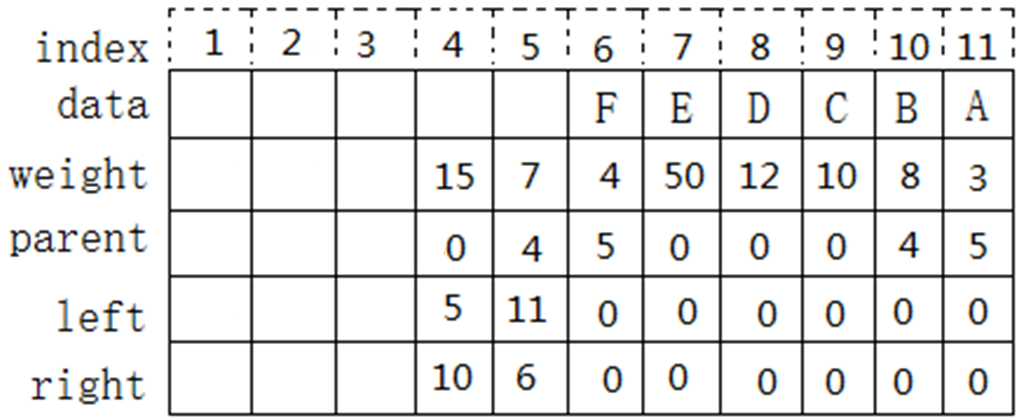 index 1 2 3 4 5 6 7 8 9 10 11
data F E D C B A
weight 15 7 4 50 12 10 8 3
parent 0 4 5 0 0 0 4 5
left 5 11 0 0 0 0 0 0
right 10 6 0 0 0 0 0 0